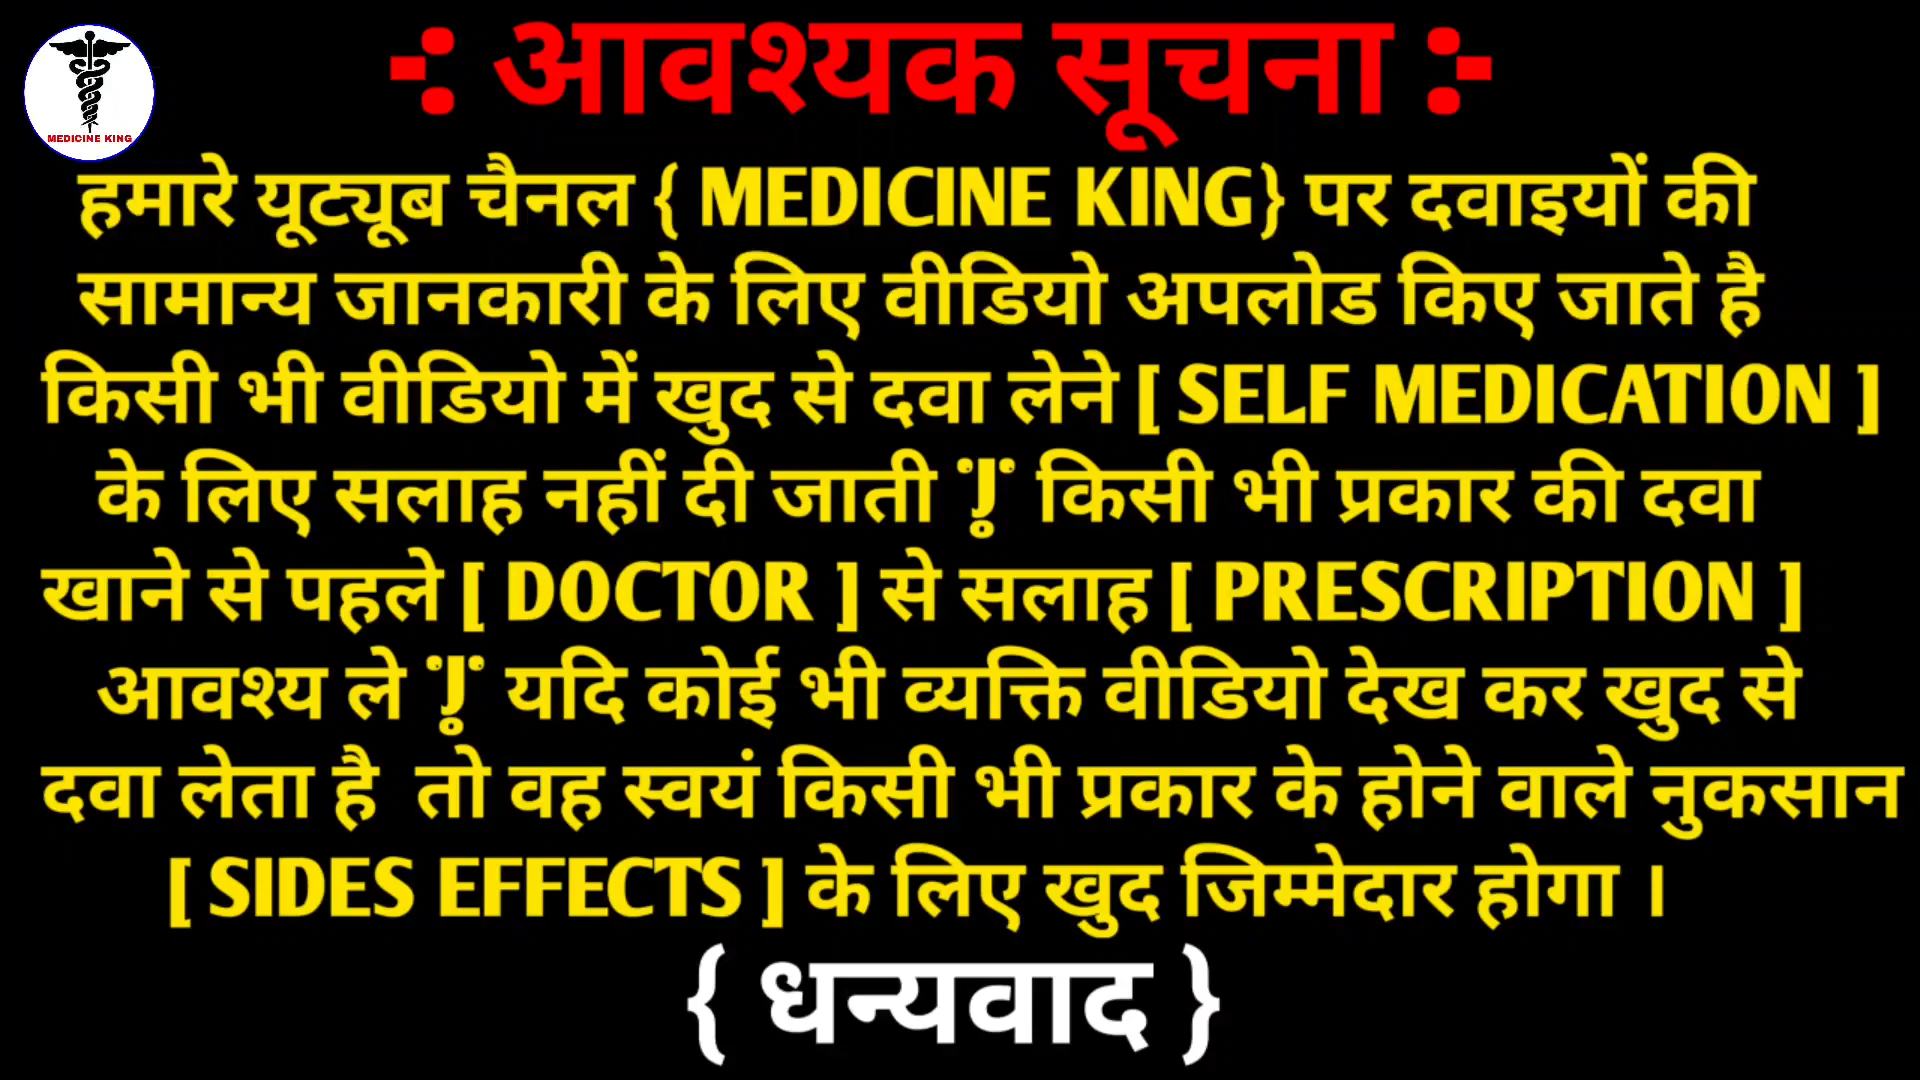 MEDICINE KING
-: आवश्यक सूचना :-
हमारे यूट्यूब चैनल { MEDICINE KING} पर दवाइयों की
सामान्य जानकारी के लिए वीडियो अपलोड किए जाते है
किसी भी वीडियो में खुद से दवा लेने [ SELF MEDICATION ]
के लिए सलाह नहीं दी जाती किसी भी प्रकार की दवा
खाने से पहले [ DOCTOR ] से सलाह [ PRESCRIPTION ]
आवश्य ले यदि कोई भी व्यक्ति वीडियो देख कर खुद से
दवा लेता है तो वह स्वयं किसी भी प्रकार के होने वाले नुकसान
[ SIDES EFFECTS ] के लिए खुद जिम्मेदार होगा ।
{ धन्यवाद }